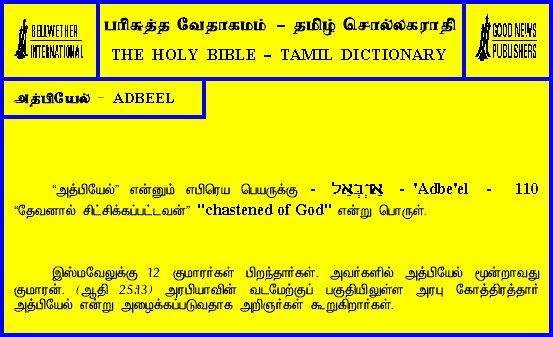 BELLWETHER
INTERNATIONAL
பரிசுத்த வேதாகமம் - தமிழ் சொல்லகராதி
THE HOLY BIBLE - TAMIL DICTIONARY
GOOD NEWS
PUBLISHERS
அத்பியேல் - ADBEEL
“அத்பியேல்” என்னும் எபிரெய பெயருக்கு - אַדְבְּאֵל - 'Adbe'el - 110
“தேவனால் சிட்சிக்கப்பட்டவன்” "chastened of God" என்று பொருள்.
இஸ்மவேலுக்கு 12 குமாரர்கள் பிறந்தார்கள். அவர்களில் அத்பியேல் மூன்றாவது
குமாரன். (ஆதி 25:13) அரபியாவின் வடமேற்குப் பகுதியிலுள்ள அரபு கோத்திரத்தார்
அத்பியேல் என்று அழைக்கப்படுவதாக அறிஞர்கள் கூறுகிறார்கள்.